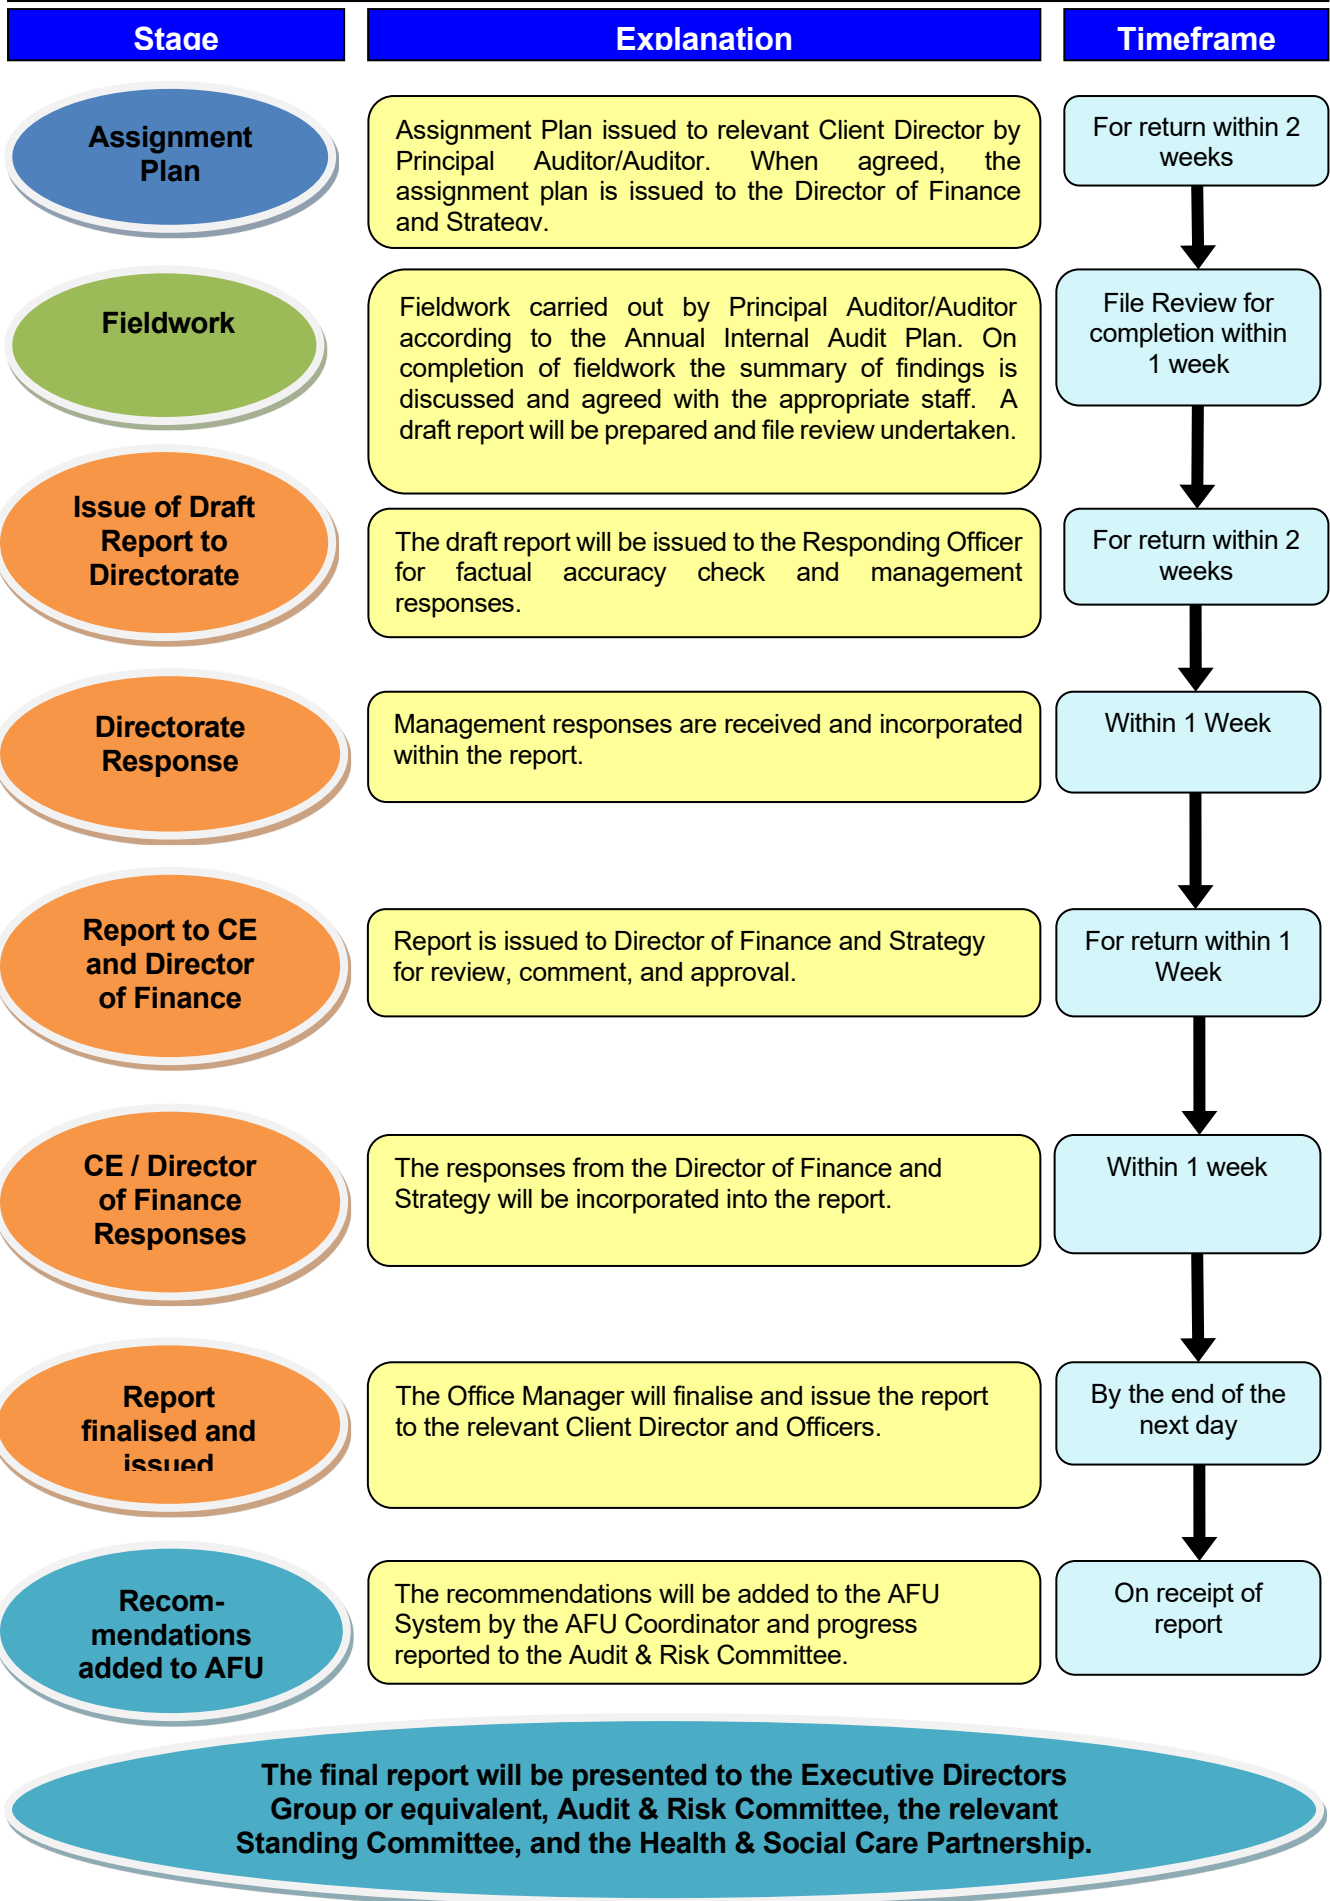 Stage
Explanation
Timeframe
Assignment
Plan
Assignment Plan issued to relevant Client Director by
Principal Auditor/Auditor. When agreed, the
assignment plan is issued to the Director of Finance
and Strategy.
For return within 2
weeks
Fieldwork
Fieldwork carried out by Principal Auditor/Auditor
according to the Annual Internal Audit Plan. On
completion of fieldwork the summary of findings is
discussed and agreed with the appropriate staff. A
draft report will be prepared and file review undertaken.
File Review for
completion within
1 week
Issue of Draft
Report to
Directorate
The draft report will be issued to the Responding Officer
for factual accuracy check and management
responses.
For return within 2
weeks
Directorate
Response
Management responses are received and incorporated
within the report.
Within 1 Week
Report to CE
and Director
of Finance
Report is issued to Director of Finance and Strategy
for review, comment, and approval.
For return within 1
Week
CE / Director
of Finance
Responses
The responses from the Director of Finance and
Strategy will be incorporated into the report.
Within 1 week
Report
finalised and
issued
The Office Manager will finalise and issue the report
to the relevant Client Director and Officers.
By the end of the
next day
Recom-
mendations
added to AFU
The recommendations will be added to the AFU
System by the AFU Coordinator and progress
reported to the Audit & Risk Committee.
On receipt of
report
The final report will be presented to the Executive Directors
Group or equivalent, Audit & Risk Committee, the relevant
Standing Committee, and the Health & Social Care Partnership.